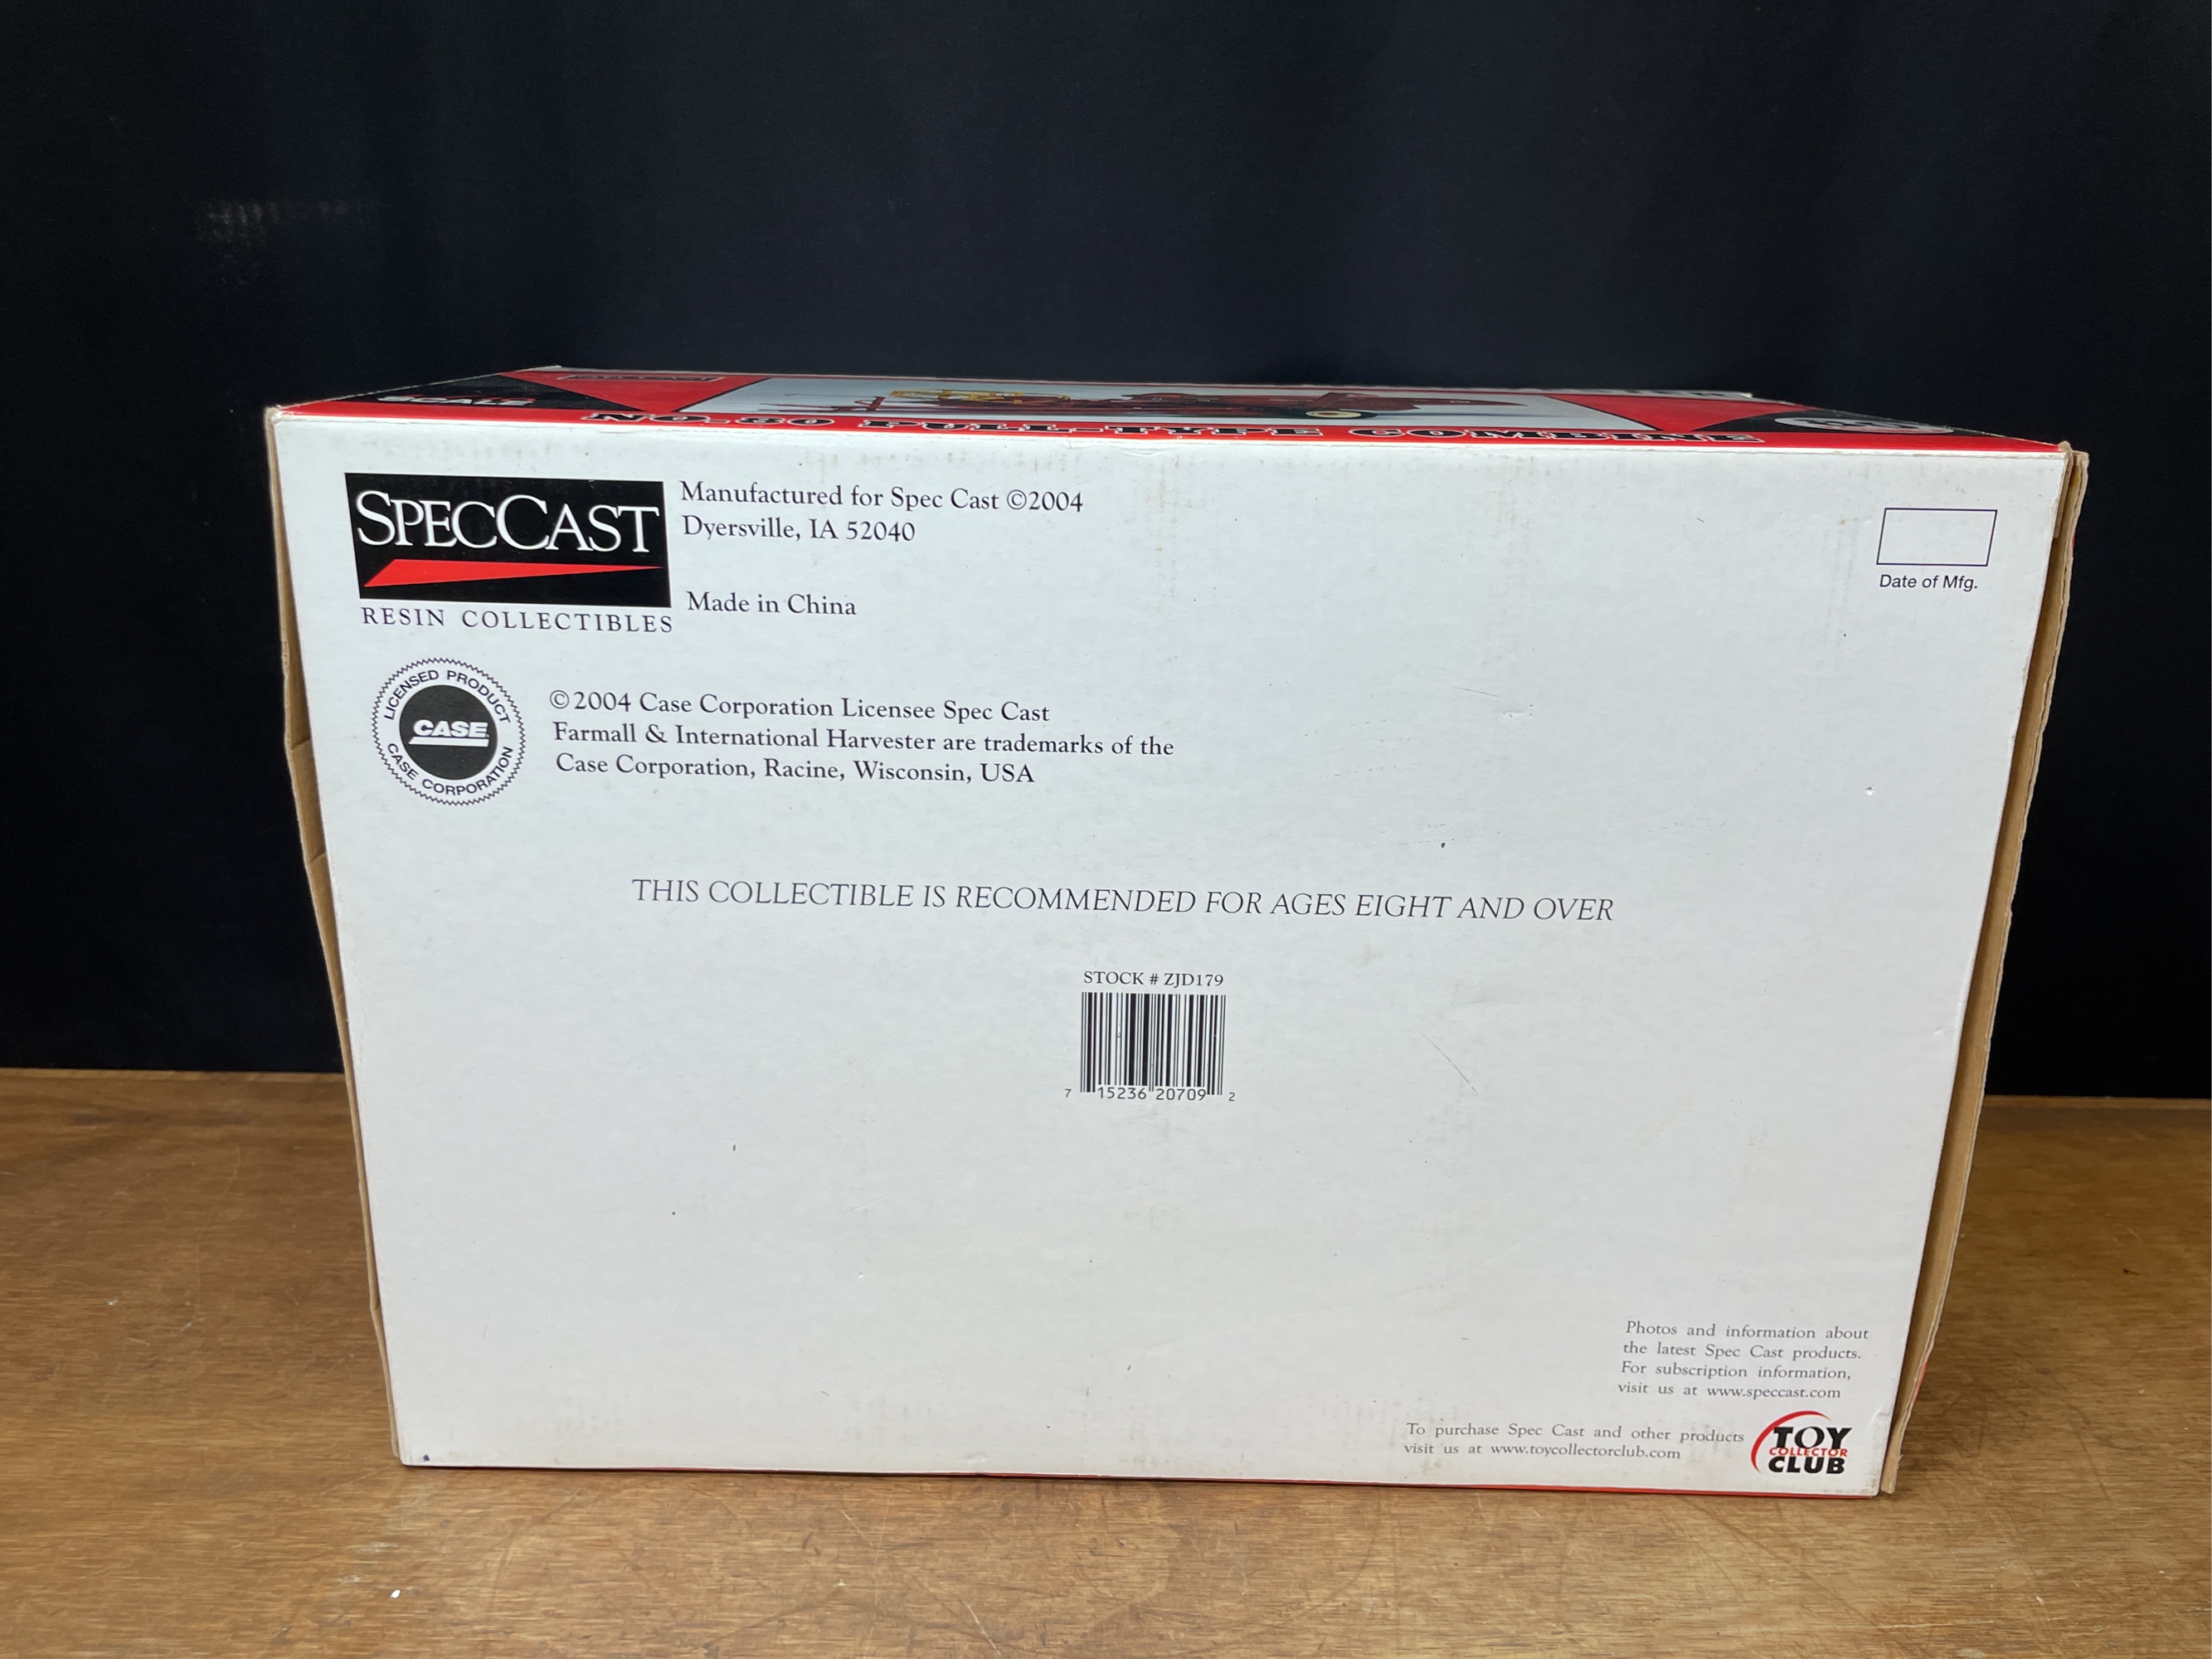 SCALE
NO. 80 PULL-TYPE COMBINE
SPECCAST
RESIN COLLECTIBLES
Manufactured for Spec Cast ©2004
Dyersville, IA 52040
Made in China
Date of Mfg.
LICENSED PRODUCT
CASE
CASE CORPORATION
©2004 Case Corporation Licensee Spec Cast
Farmall & International Harvester are trademarks of the
Case Corporation, Racine, Wisconsin, USA
THIS COLLECTIBLE IS RECOMMENDED FOR AGES EIGHT AND OVER
STOCK # ZJD179
7 15236 20709 2
Photos and information about
the latest Spec Cast products.
For subscription information,
visit us at www.speccast.com
To purchase Spec Cast and other products
visit us at www.toycollectorclub.com
TOY
COLLECTOR
CLUB